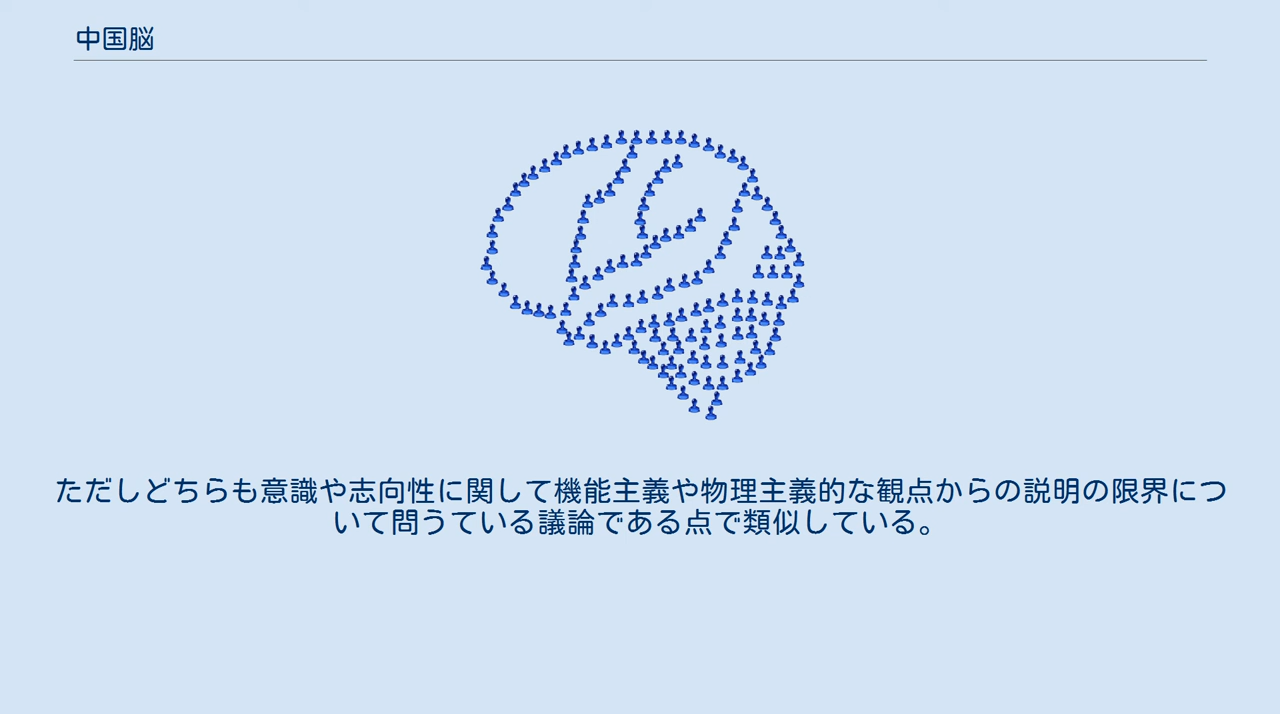 中国脳
ただしどちらも意識や志向性に関して機能主義や物理主義的な観点からの説明の限界につ
いて問うている議論である点で類似している。